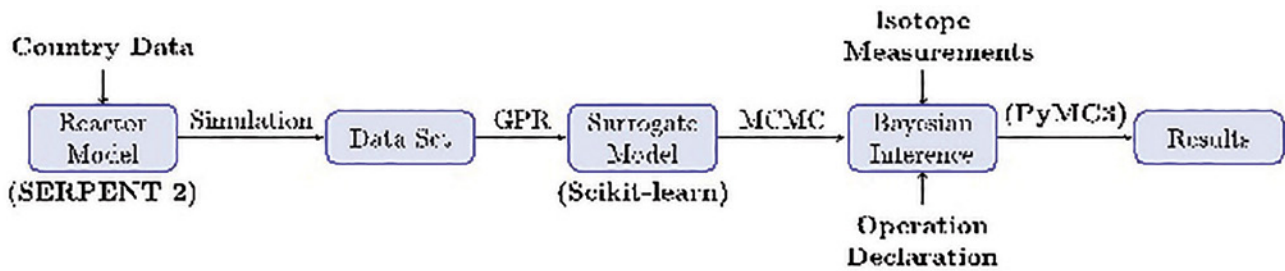 Isotope
Measurements
Country Data
Reactor
Model
(SERPENT 2)
Simulation
Data Set
GPR
Surrogate
Model
(Scikit-learn)
MCMC
Bayesian
Inference
(PyMC3)
Results
Operation
Declaration